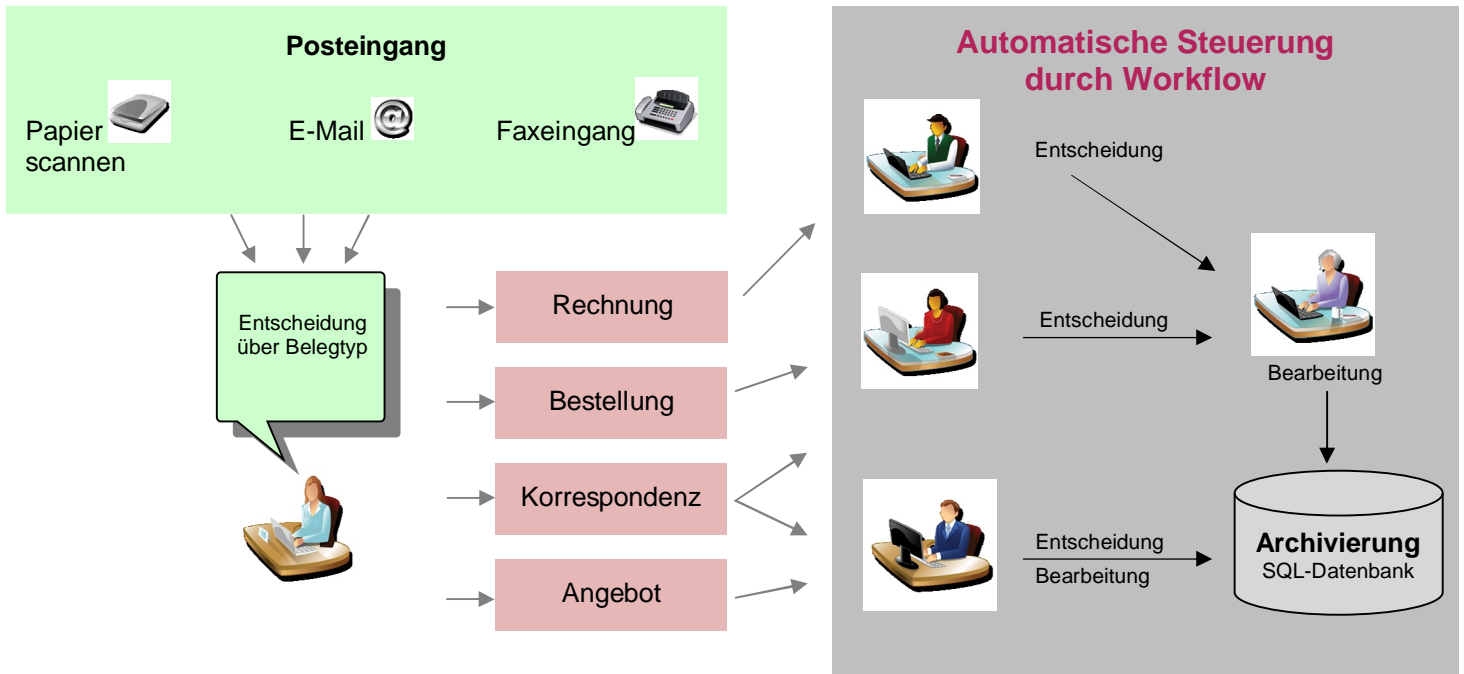 Posteingang
Papier
scannen
E-Mail
Faxeingang
Entscheidung
über Belegtyp
Rechnung
Bestellung
Korrespondenz
Angebot
Automatische Steuerung
durch Workflow
Entscheidung
Entscheidung
Bearbeitung
Entscheidung
Bearbeitung
Archivierung
SQL-Datenbank